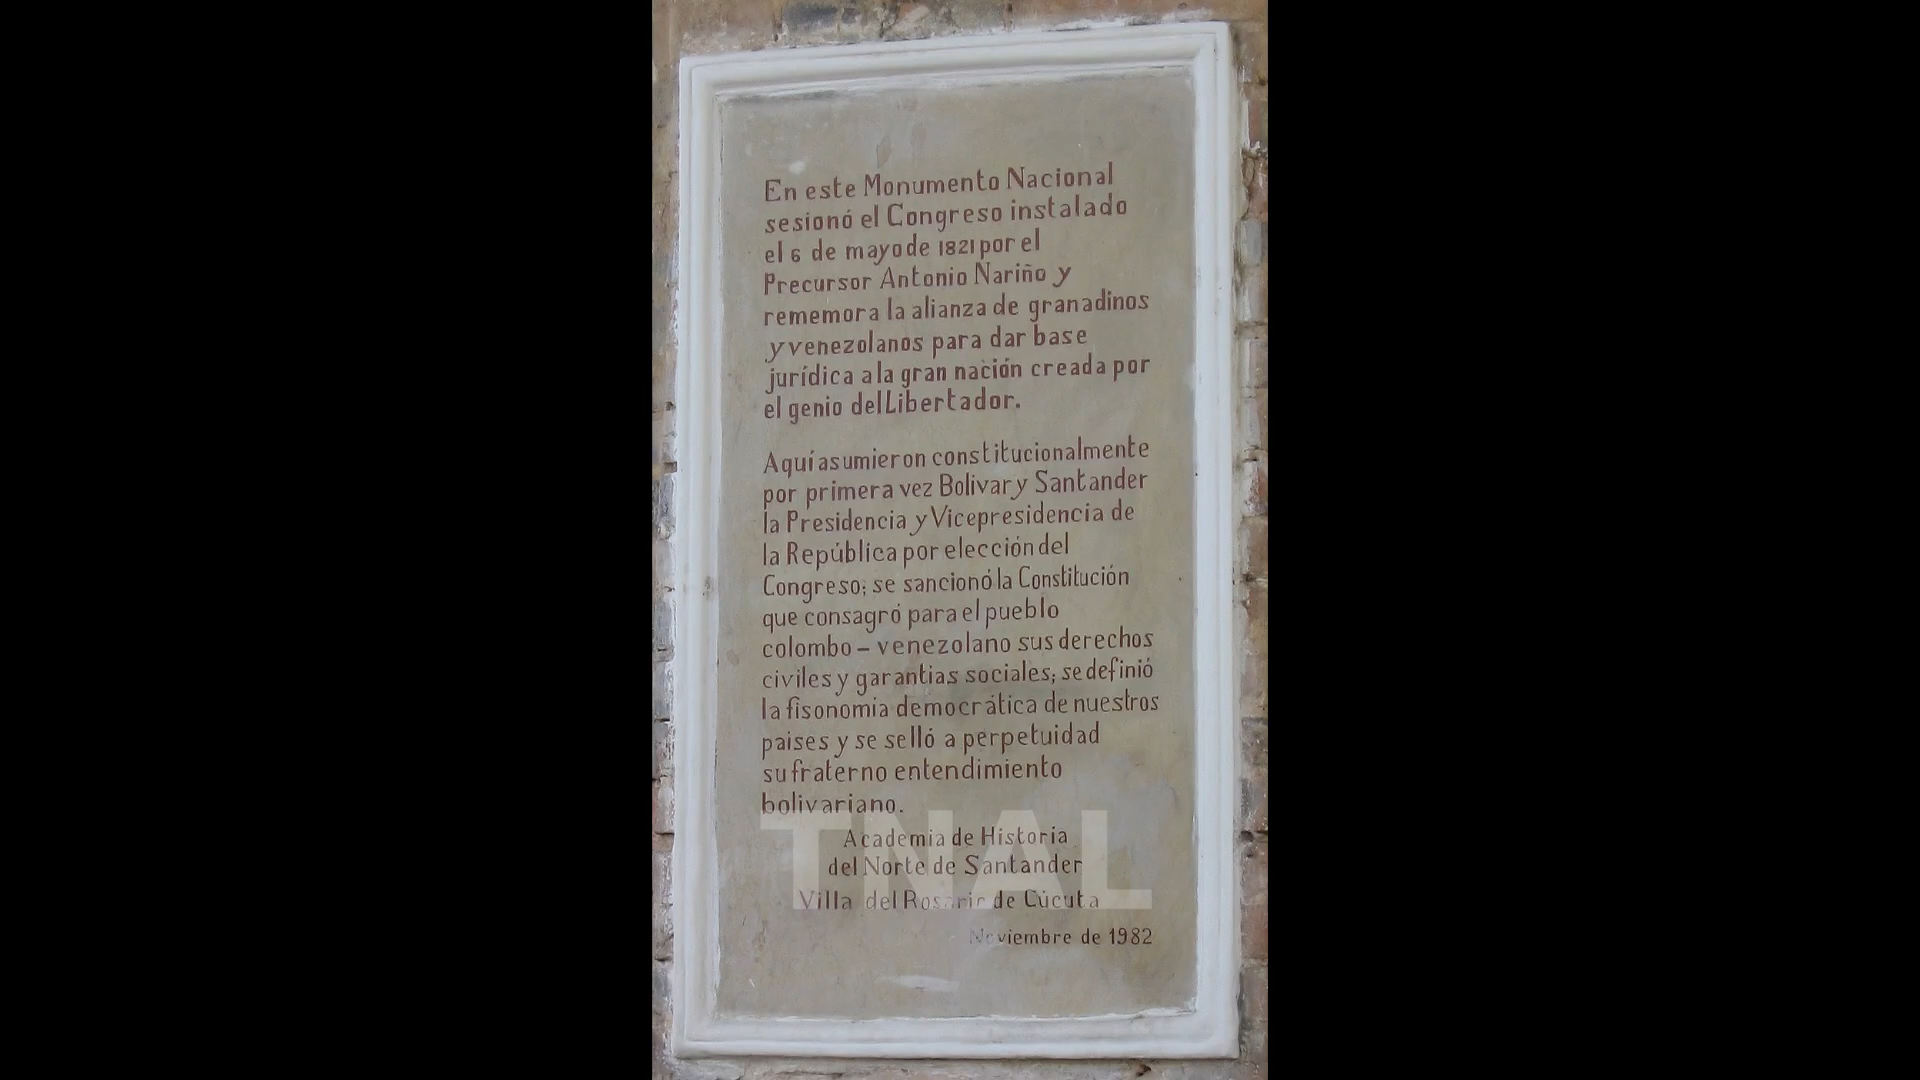 En este Monumento Nacional
sesionó el Congreso instalado
el 6 de mayo de 1821 por el
Precursor Antonio Nariño y
rememora la alianza de granadinos
y venezolanos para dar base
jurídica a la gran nación creada por
el genio del Libertador.
Aquí asumieron constitucionalmente
por primera vez Bolivar y Santander
la Presidencia y Vicepresidencia de
la República por elección del
Congreso; se sancionó la Constitución
que consagró para el pueblo
colombo – venezolano sus derechos
civiles y garantias sociales; se definió
la fisonomia democrática de nuestros
paises y se selló a perpetuidad
su fraterno entendimiento
bolivariano.
Academia de Historia
del Norte de Santander
Villa del Rosario de Cúcuta
Noviembre de 1982
TNAL